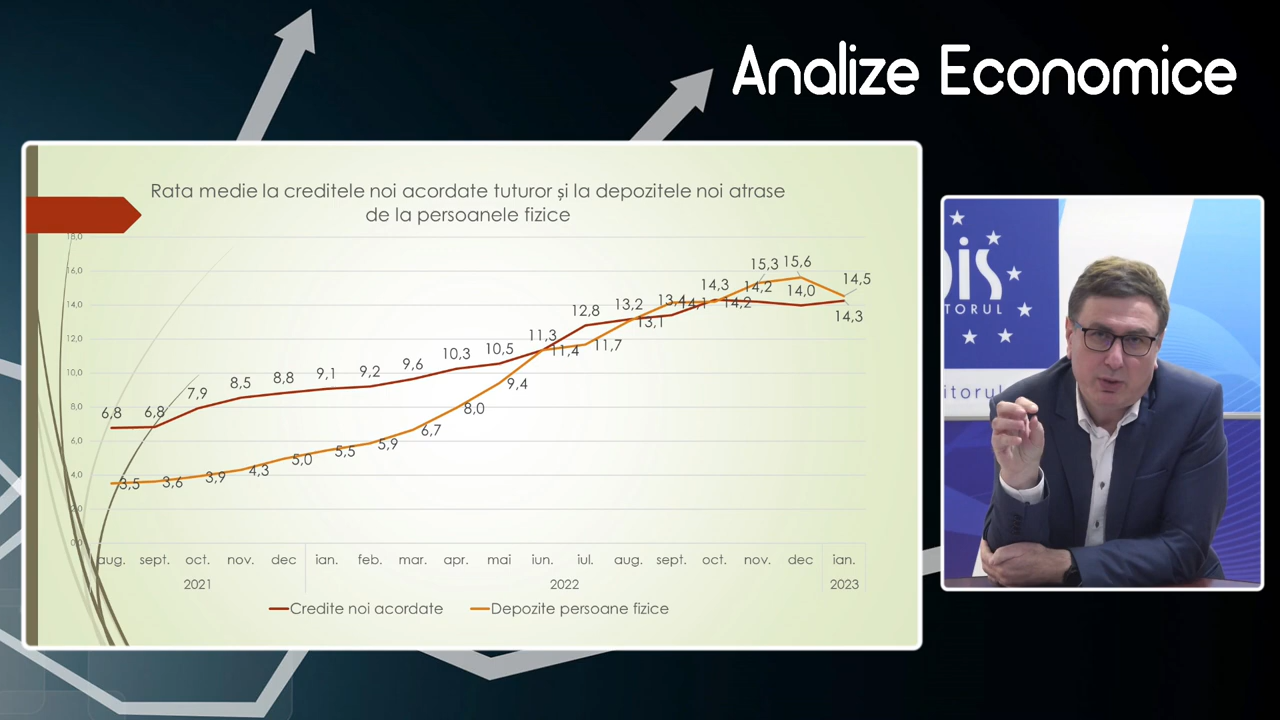 Analize Economice
Rata medie la creditele noi acordate tuturor și la depozitele noi atrase
de la persoanele fizice
18,0
16,0
14,0
12,0
10,0
8,0
6,0
4,0
2,0
0,0
6,8 6,8 7,9 8,5 8,8 9,1 9,2 9,6 10,3 10,5 11,3 12,8 13,2 13,4 14,3 14,2 14,0 14,3
3,5 3,6 3,9 4,3 5,0 5,5 5,9 6,7 8,0 9,4 11,4 11,7 13,1 14,1 14,2 15,3 15,6 14,5
aug. sept. oct. nov. dec ian. feb. mar. apr. mai iun. iul. aug. sept. oct. nov. dec ian.
2021 2022 2023
Credite noi acordate Depozite persoane fizice
TORUL
itorul